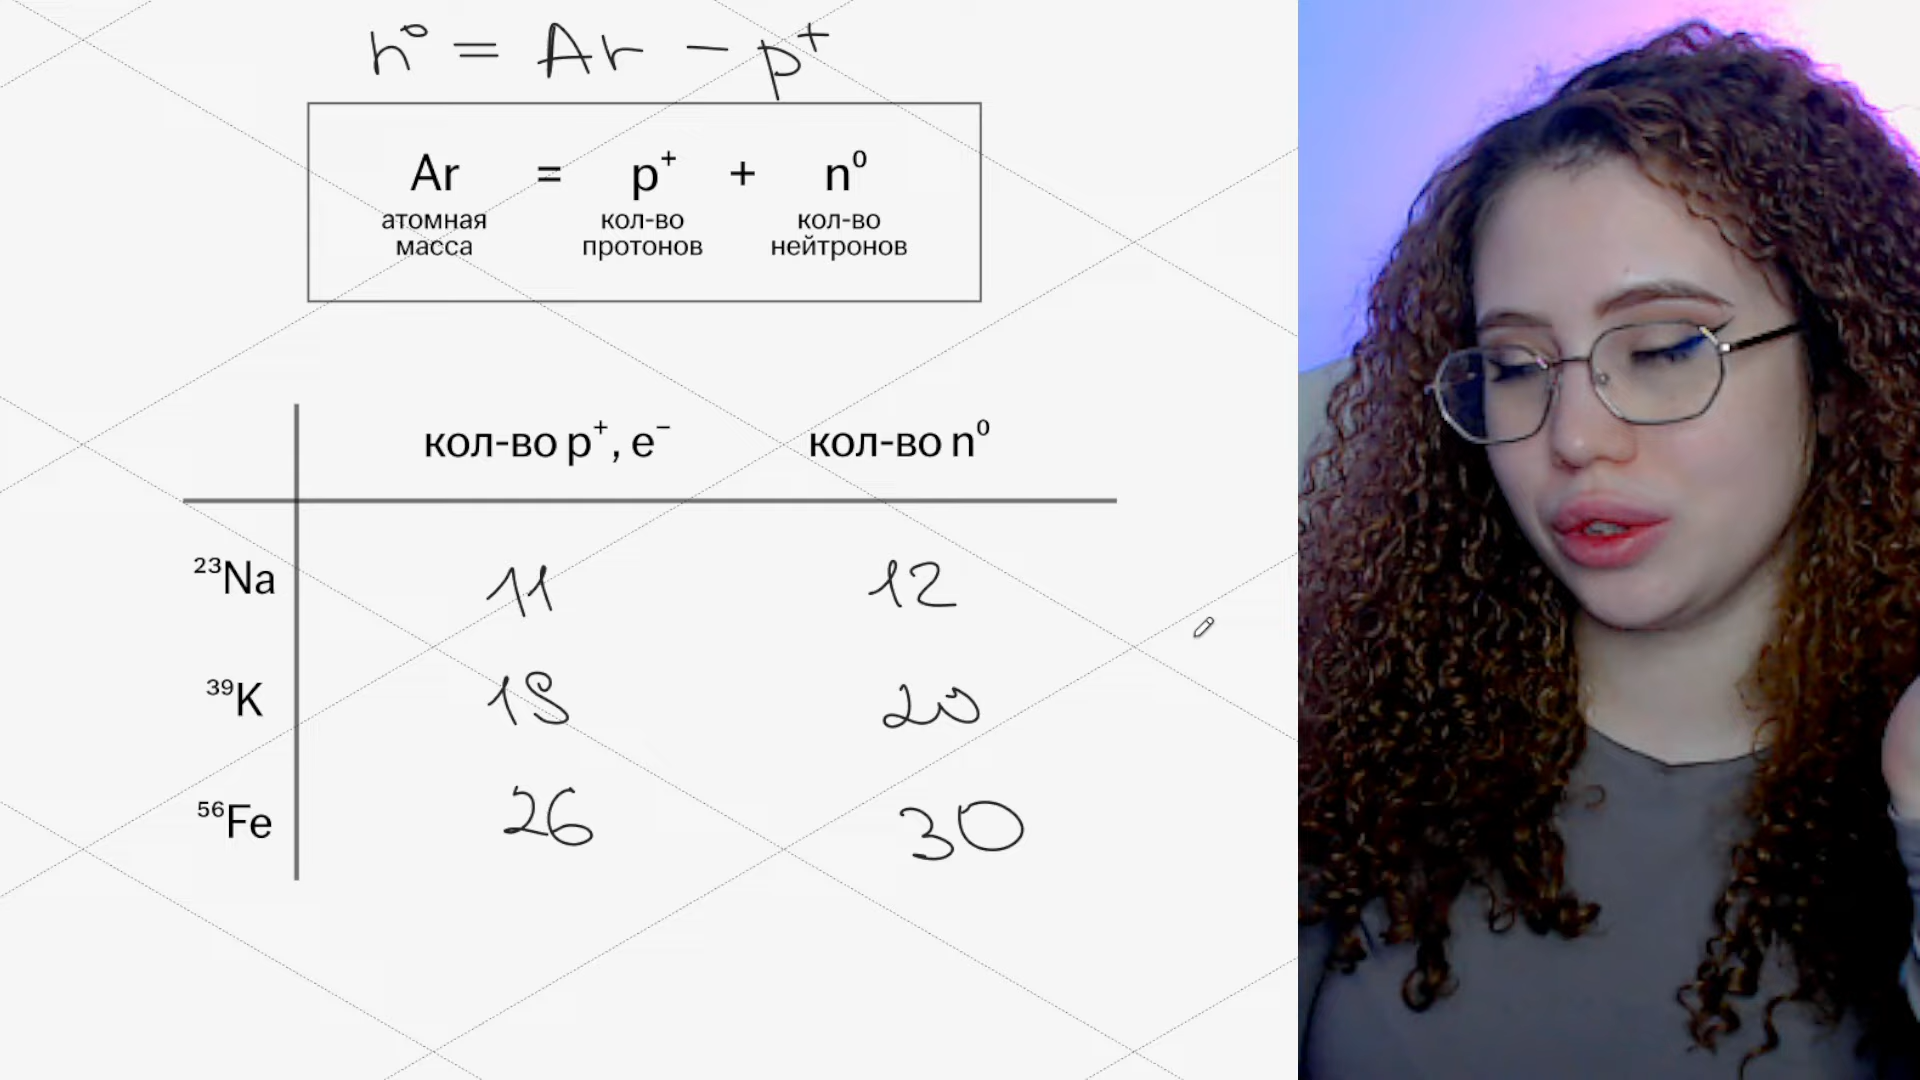 n⁰ = Ar - p⁺
Ar = p⁺ + n⁰
атомная масса кол-во протонов кол-во нейтронов
кол-во p⁺, e⁻ кол-во n⁰
²³Na 11 12
³⁹K 19 20
⁵⁶Fe 26 30